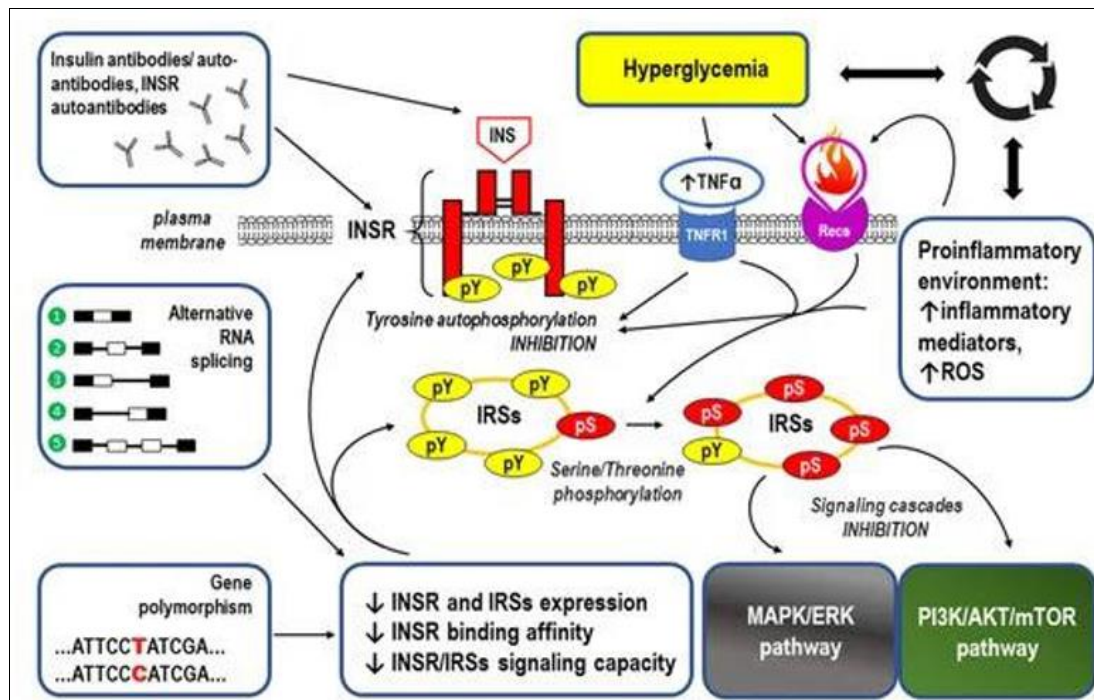 Insulin antibodies/ auto-
antibodies, INSR
autoantibodies
Hyperglycemia
INS
↑TNFα
TNFR1
Recs
plasma
membrane
INSR
pY
pY
pY
Tyrosine autophosphorylation
INHIBITION
Proinflammatory
environment:
↑inflammatory
mediators,
↑ROS
1
2
3
4
5
Alternative
RNA
splicing
pY
pY
IRSs
pS
pY
pY
pS
pS
IRSs
pS
pY
pS
Serine/Threonine
phosphorylation
Signaling cascades
INHIBITION
Gene
polymorphism
...ATTCCTATCGA...
...ATTCCCATCGA...
↓ INSR and IRSs expression
↓ INSR binding affinity
↓ INSR/IRSs signaling capacity
MAPK/ERK
pathway
PI3K/AKT/mTOR
pathway